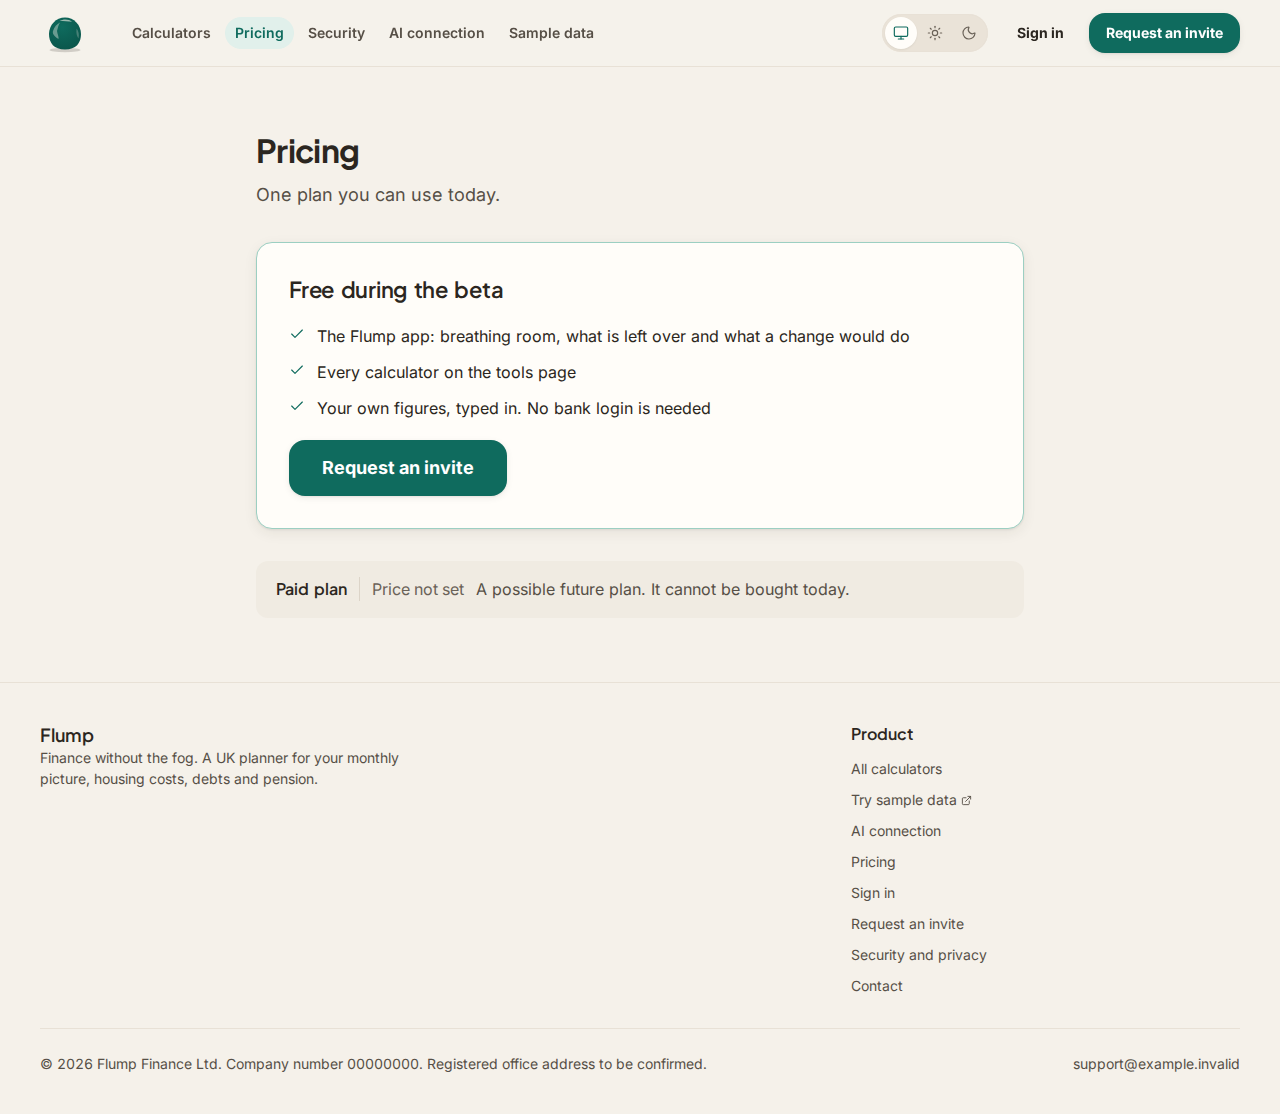 Calculators Pricing Security AI connection Sample data Sign in Request an invite
Pricing
One plan you can use today.
Free during the beta
The Flump app: breathing room, what is left over and what a change would do
Every calculator on the tools page
Your own figures, typed in. No bank login is needed
Request an invite
Paid plan Price not set A possible future plan. It cannot be bought today.
Flump
Finance without the fog. A UK planner for your monthly
picture, housing costs, debts and pension.
Product
All calculators
Try sample data
AI connection
Pricing
Sign in
Request an invite
Security and privacy
Contact
© 2026 Flump Finance Ltd. Company number 00000000. Registered office address to be confirmed.
support@example.invalid